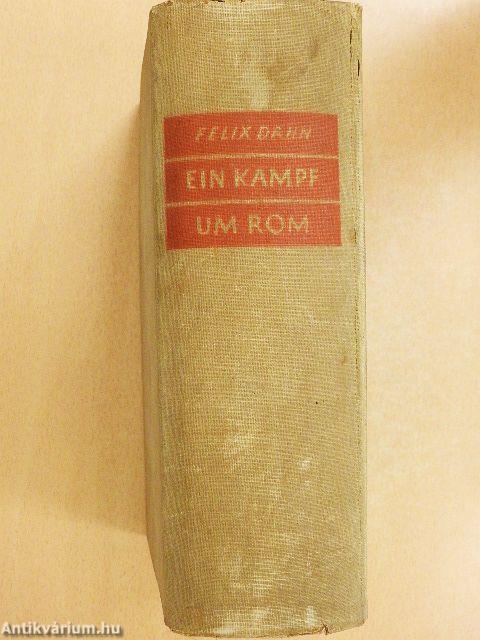 FELIX DAHN
EIN KAMPF
UM ROM
Antikvárium.hu